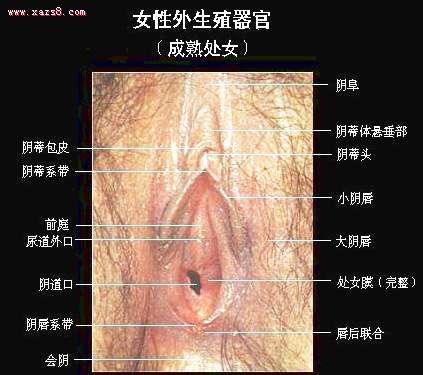 www.xazs8.com
女性外生殖器官
(成熟处女)
阴阜
阴蒂体悬垂部
阴蒂包皮
阴蒂头
阴蒂系带
小阴唇
前庭
尿道外口
大阴唇
阴道口
处女膜(完整)
阴唇系带
唇后联合
会阴